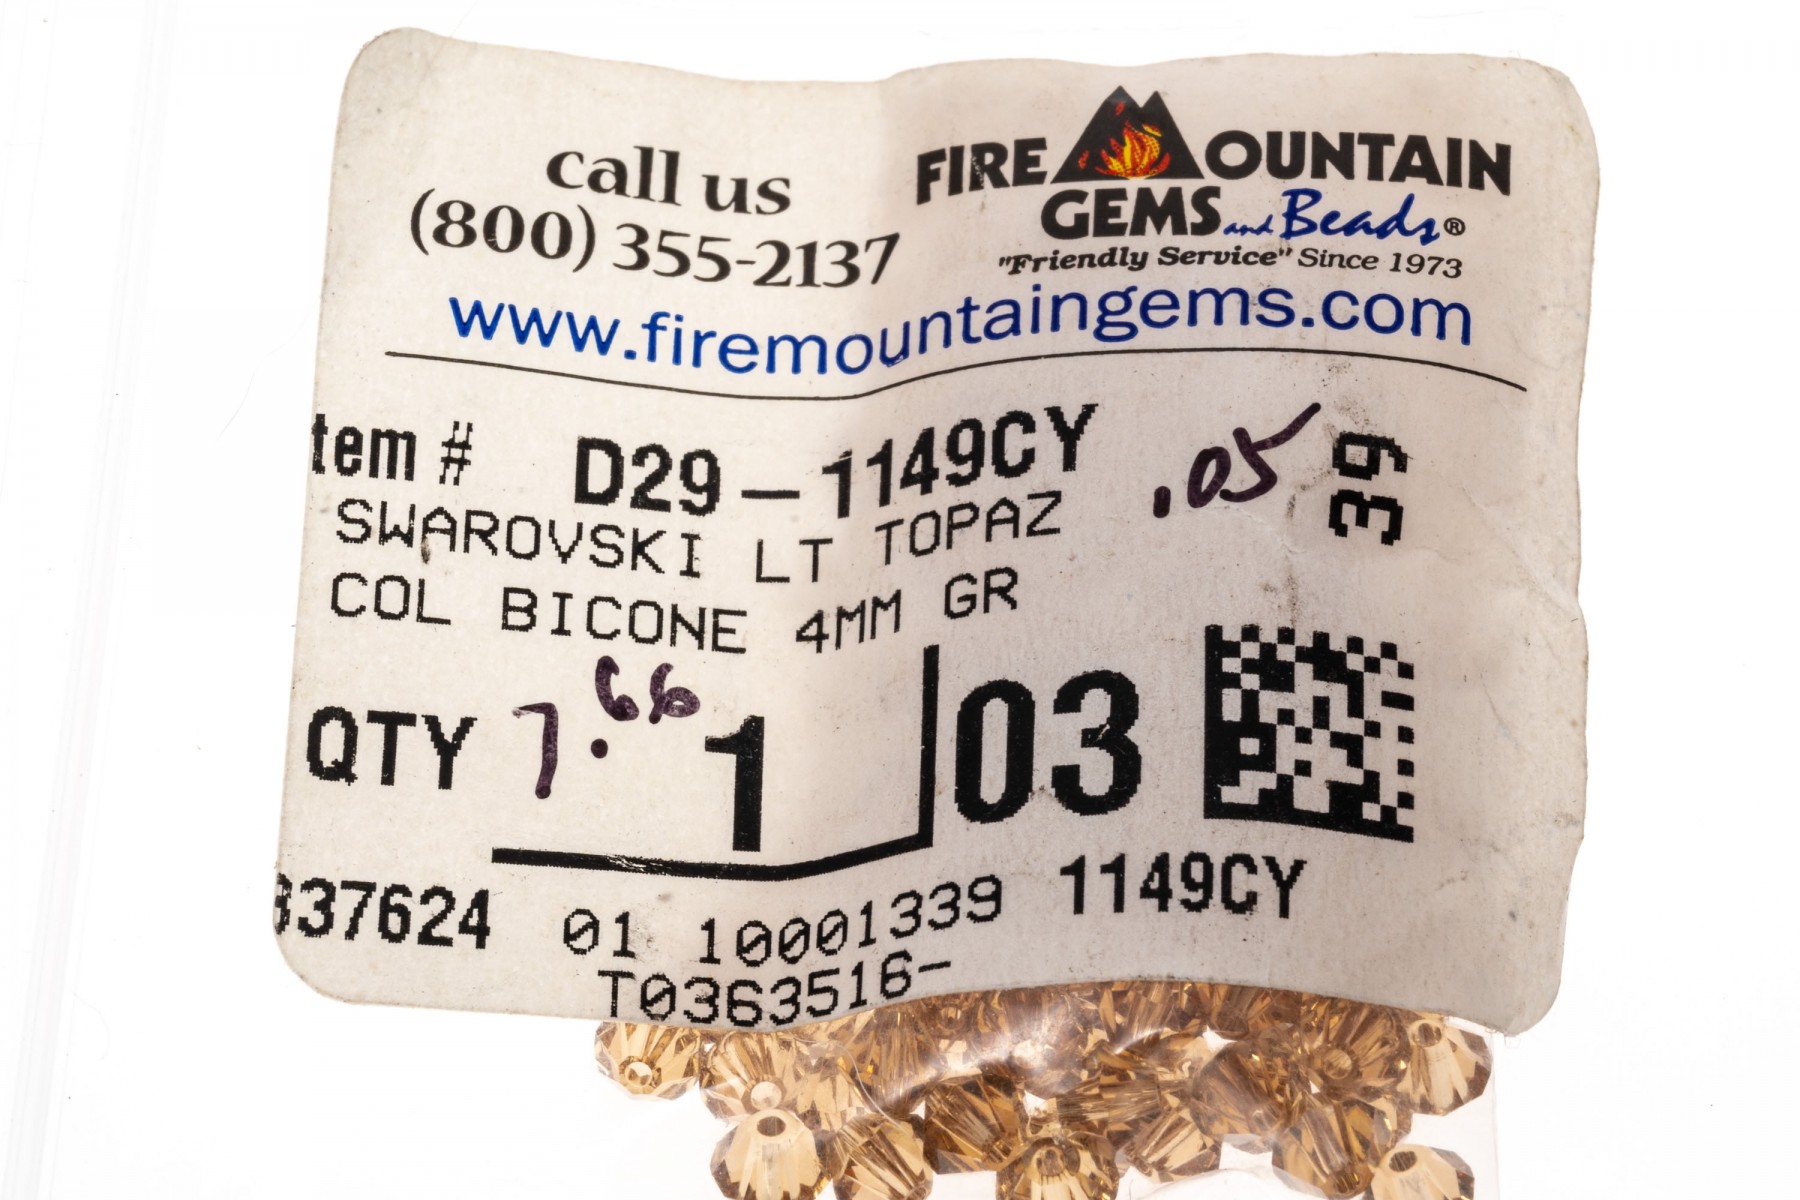 call us
(800) 355-2137
FIRE MOUNTAIN
GEMS and Beads®
"Friendly Service" Since 1973
www.firemountaingems.com
tem # D29-1149CY .05 39
SWAROVSKI LT TOPAZ
COL BICONE 4MM GR
QTY 7.66 1 03
337624 01 10001339 1149CY
T0363516-